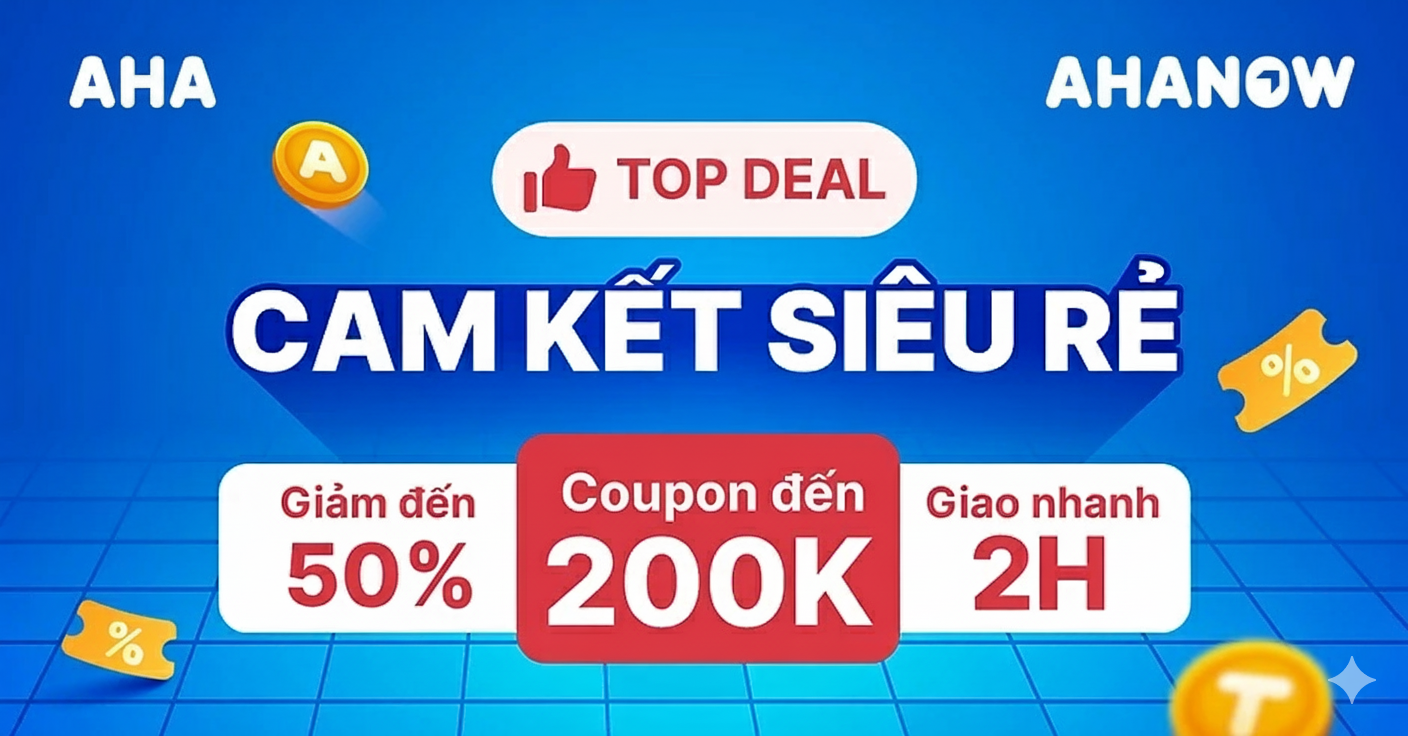 AHA
AHANOW
A
TOP DEAL
CAM KẾT SIÊU RẺ
%
Giảm đến
50%
Coupon đến
200K
Giao nhanh
2H
%
T